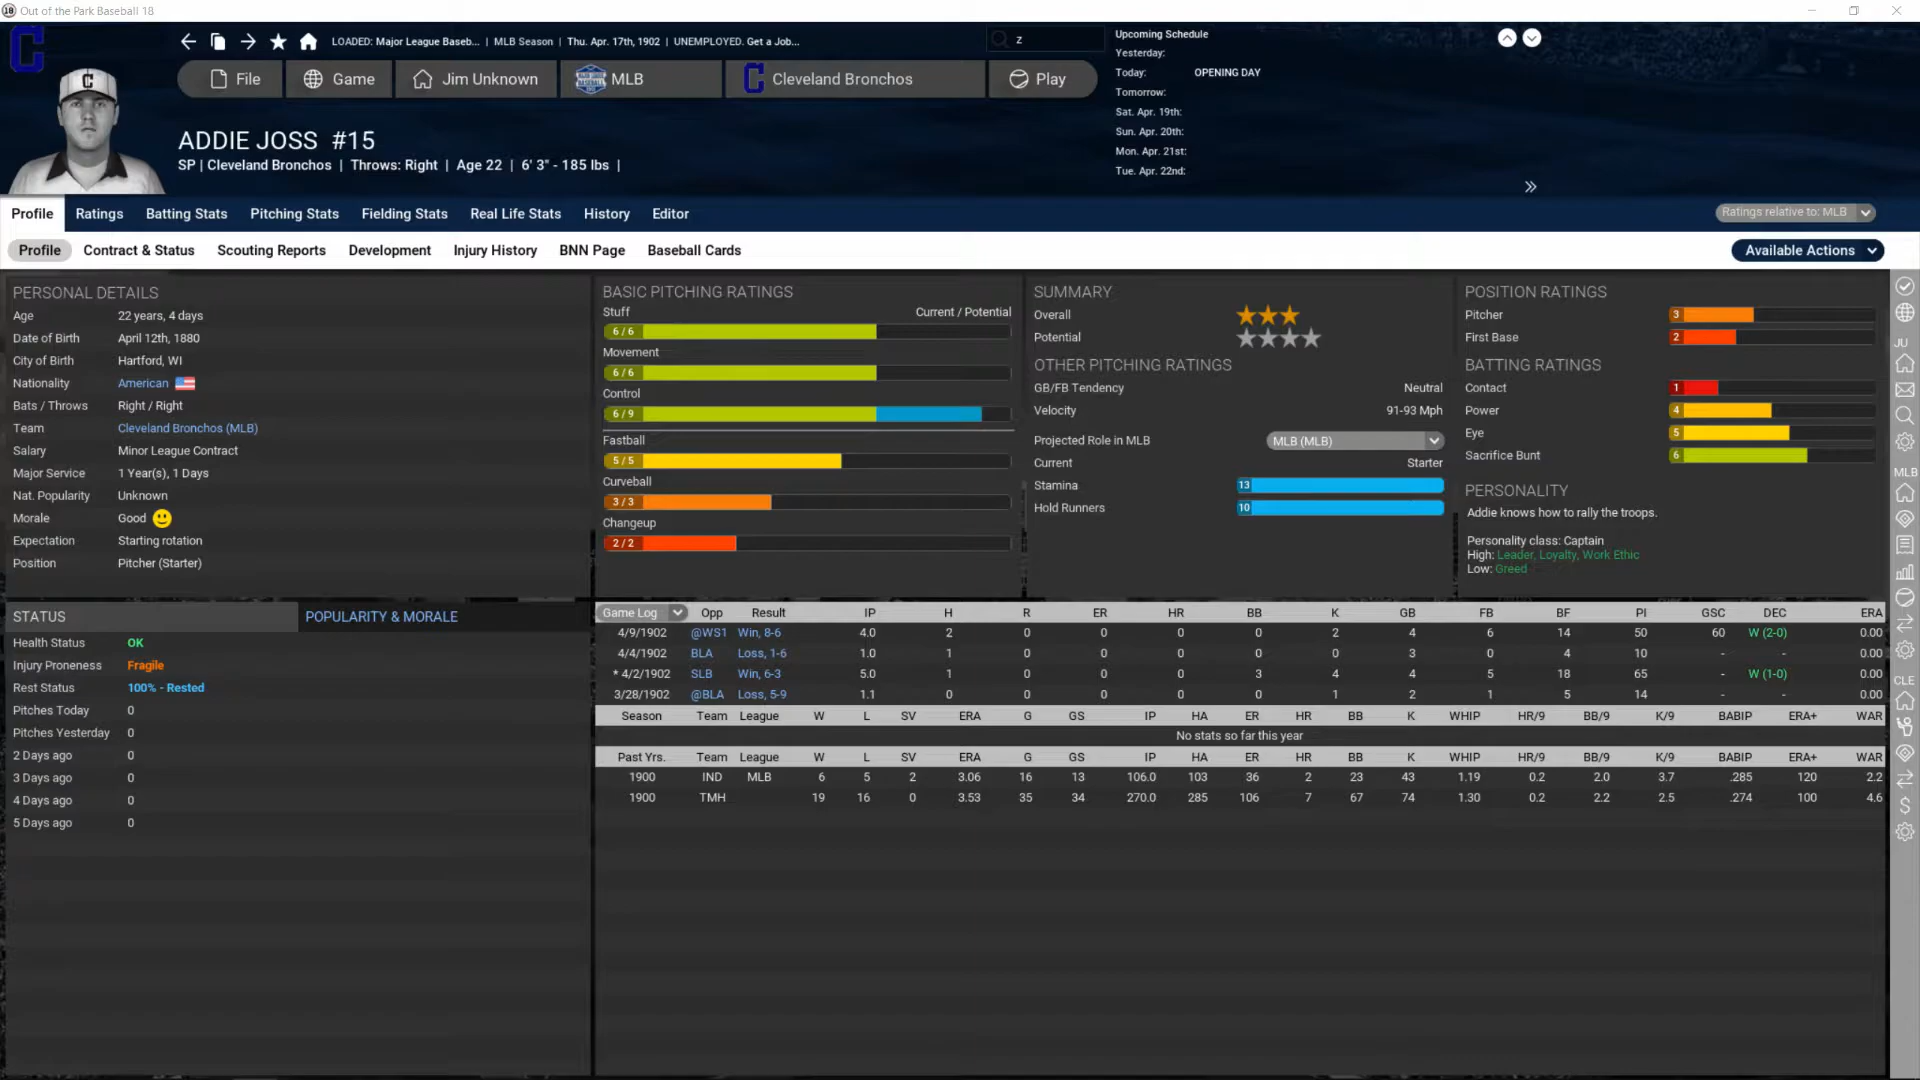 Out of the Park Baseball 18
LOADED: Major League Baseb... | MLB Season | Thu. Apr. 17th, 1902 | UNEMPLOYED. Get a Job...
z
File Game Jim Unknown MLB Cleveland Bronchos Play
Upcoming Schedule
Yesterday:
Today: OPENING DAY
Tomorrow:
Sat. Apr. 19th:
Sun. Apr. 20th:
Mon. Apr. 21st:
Tue. Apr. 22nd:
C
ADDIE JOSS #15
SP | Cleveland Bronchos | Throws: Right | Age 22 | 6' 3" - 185 lbs |
Profile Ratings Batting Stats Pitching Stats Fielding Stats Real Life Stats History Editor
Ratings relative to: MLB
Profile Contract & Status Scouting Reports Development Injury History BNN Page Baseball Cards
Available Actions
PERSONAL DETAILS
Age 22 years, 4 days
Date of Birth April 12th, 1880
City of Birth Hartford, WI
Nationality American
Bats / Throws Right / Right
Team Cleveland Bronchos (MLB)
Salary Minor League Contract
Major Service 1 Year(s), 1 Days
Nat. Popularity Unknown
Morale Good
Expectation Starting rotation
Position Pitcher (Starter)
BASIC PITCHING RATINGS
Stuff Current / Potential
6 / 6
Movement
6 / 6
Control
6 / 9
Fastball
5 / 5
Curveball
3 / 3
Changeup
2 / 2
SUMMARY
Overall
Potential
OTHER PITCHING RATINGS
GB/FB Tendency Neutral
Velocity 91-93 Mph
Projected Role in MLB MLB (MLB)
Current Starter
Stamina 13
Hold Runners 10
POSITION RATINGS
Pitcher 3
First Base 2
BATTING RATINGS
Contact 1
Power 4
Eye 5
Sacrifice Bunt 6
PERSONALITY
Addie knows how to rally the troops.
Personality class: Captain
High: Leader, Loyalty, Work Ethic
Low: Greed
JU
MLB
CLE
STATUS POPULARITY & MORALE
Health Status OK
Injury Proneness Fragile
Rest Status 100% - Rested
Pitches Today 0
Pitches Yesterday 0
2 Days ago 0
3 Days ago 0
4 Days ago 0
5 Days ago 0
Game Log Opp Result IP H R ER HR BB K GB FB BF PI GSC DEC ERA
4/9/1902 @WS1 Win, 8-6 4.0 2 0 0 0 0 2 4 6 14 50 60 W (2-0) 0.00
4/4/1902 BLA Loss, 1-6 1.0 1 0 0 0 0 0 3 0 4 10 - - 0.00
* 4/2/1902 SLB Win, 6-3 5.0 1 0 0 0 3 4 4 5 18 65 - W (1-0) 0.00
3/28/1902 @BLA Loss, 5-9 1.1 0 0 0 0 0 1 2 1 5 14 - - 0.00
Season Team League W L SV ERA G GS IP HA ER HR BB K WHIP HR/9 BB/9 K/9 BABIP ERA+ WAR
No stats so far this year
Past Yrs. Team League W L SV ERA G GS IP HA ER HR BB K WHIP HR/9 BB/9 K/9 BABIP ERA+ WAR
1900 IND MLB 6 5 2 3.06 16 13 106.0 103 36 2 23 43 1.19 0.2 2.0 3.7 .285 120 2.2
1900 TMH 19 16 0 3.53 35 34 270.0 285 106 7 67 74 1.30 0.2 2.2 2.5 .274 100 4.6